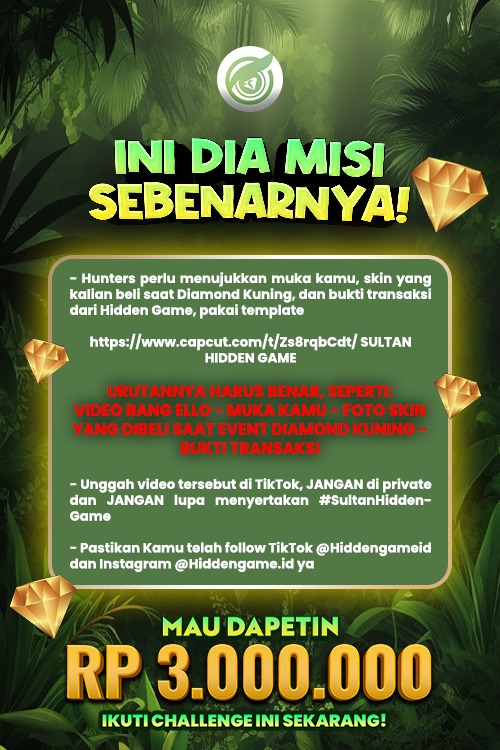 INI DIA MISI
SEBENARNYA!
- Hunters perlu menujukkan muka kamu, skin yang
kalian beli saat Diamond Kuning, dan bukti transaksi
dari Hidden Game, pakai template
https://www.capcut.com/t/Zs8rqbCdt/ SULTAN
HIDDEN GAME
URUTANNYA HARUS BENAR, SEPERTI:
VIDEO BANG ELLO - MUKA KAMU - FOTO SKIN
YANG DIBELI SAAT EVENT DIAMOND KUNING -
BUKTI TRANSAKSI
- Unggah video tersebut di TikTok, JANGAN di private
dan JANGAN lupa menyertakan #SultanHidden-
Game
- Pastikan Kamu telah follow TikTok @Hiddengameid
dan Instagram @Hiddengame.id ya
MAU DAPETIN
RP 3.000.000
IKUTI CHALLENGE INI SEKARANG!